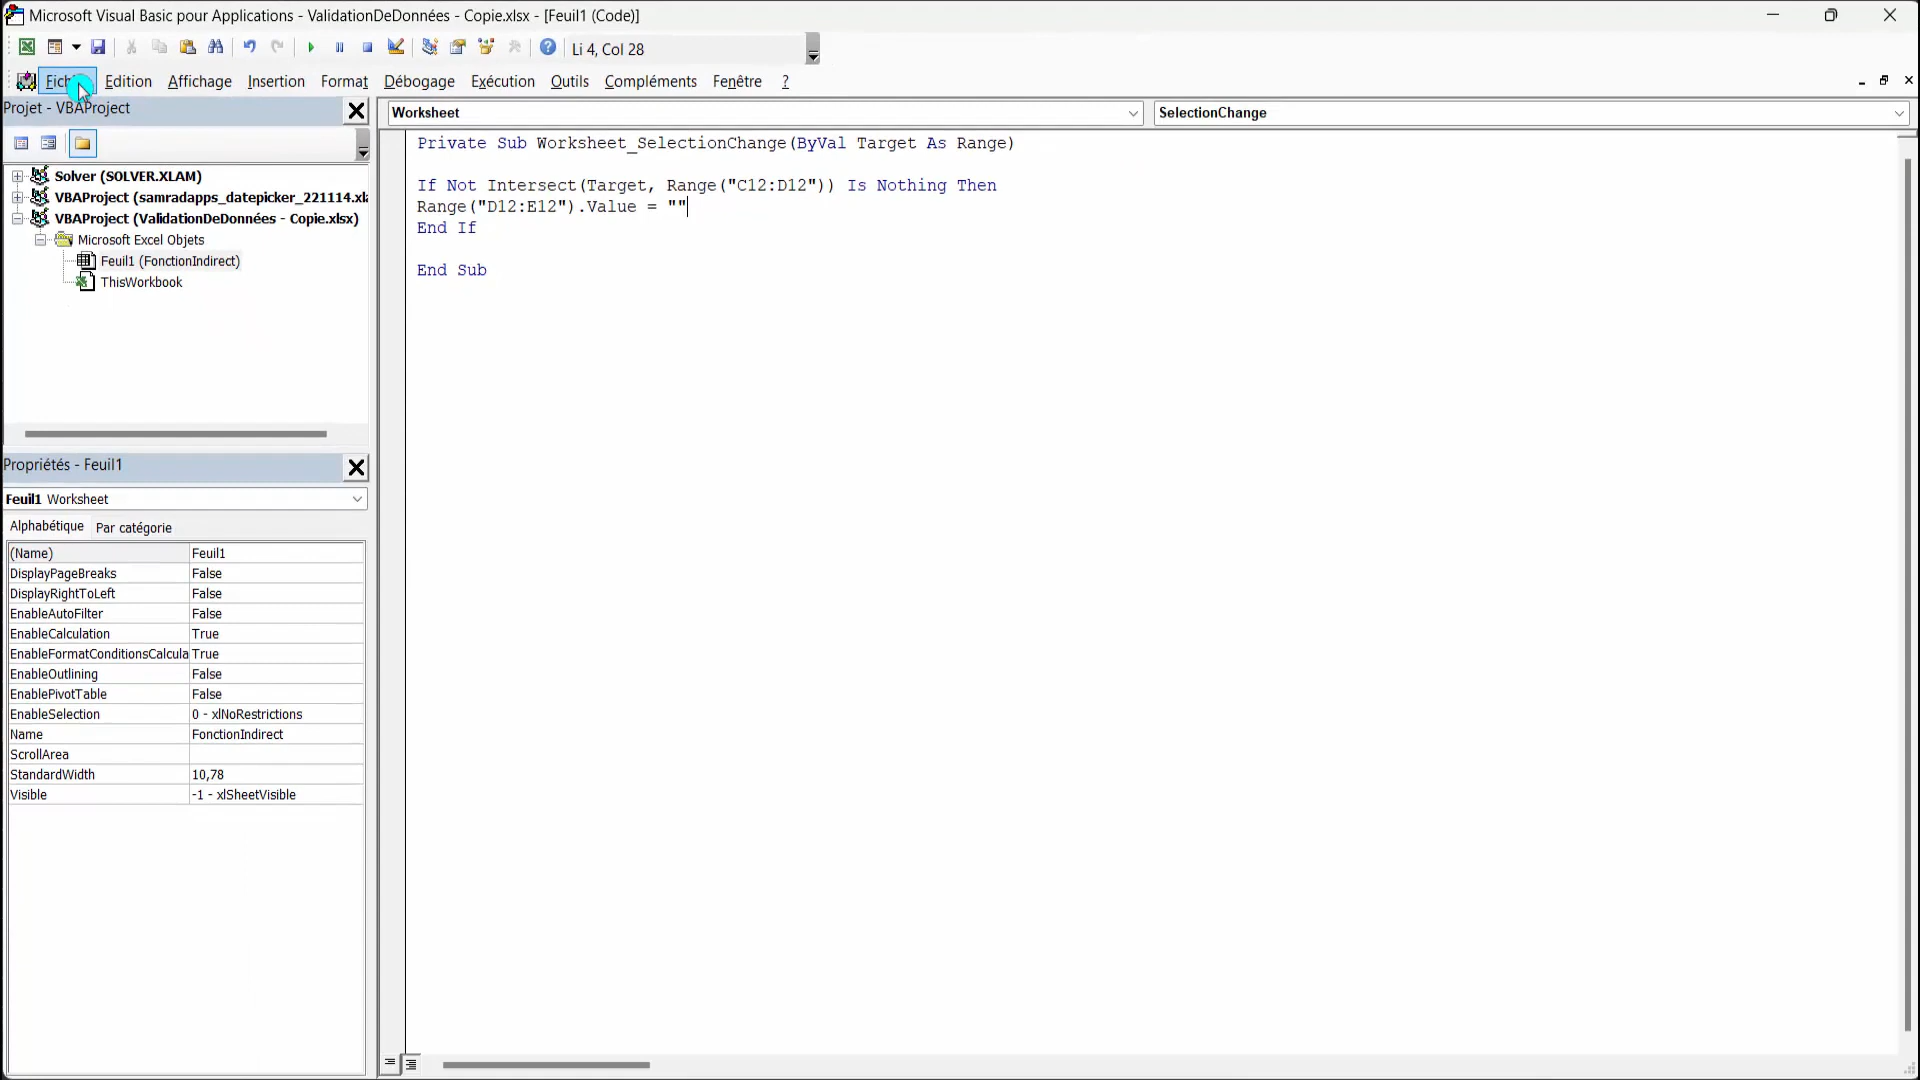 Microsoft Visual Basic pour Applications - ValidationDeDonnées - Copie.xlsx - [Feuil1 (Code)]
Li 4, Col 28
Edition Affichage Insertion Format Débogage Exécution Outils Compléments Fenêtre ?
Projet - VBAProject
Worksheet
SelectionChange
Solver (SOLVER.XLAM)
VBAProject (samradapps_datepicker_221114.xl
VBAProject (ValidationDeDonnées - Copie.xlsx)
Microsoft Excel Objets
Feuil1 (FonctionIndirect)
ThisWorkbook
Private Sub Worksheet_SelectionChange(ByVal Target As Range)
If Not Intersect(Target, Range("C12:D12")) Is Nothing Then
Range("D12:E12").Value = ""
End If
End Sub
Propriétés - Feuil1
Feuil1 Worksheet
Alphabétique Par catégorie
(Name) Feuil1
DisplayPageBreaks False
DisplayRightToLeft False
EnableAutoFilter False
EnableCalculation True
EnableFormatConditionsCalcula True
EnableOutlining False
EnablePivotTable False
EnableSelection 0 - xlNoRestrictions
Name FonctionIndirect
ScrollArea
StandardWidth 10,78
Visible -1 - xlSheetVisible